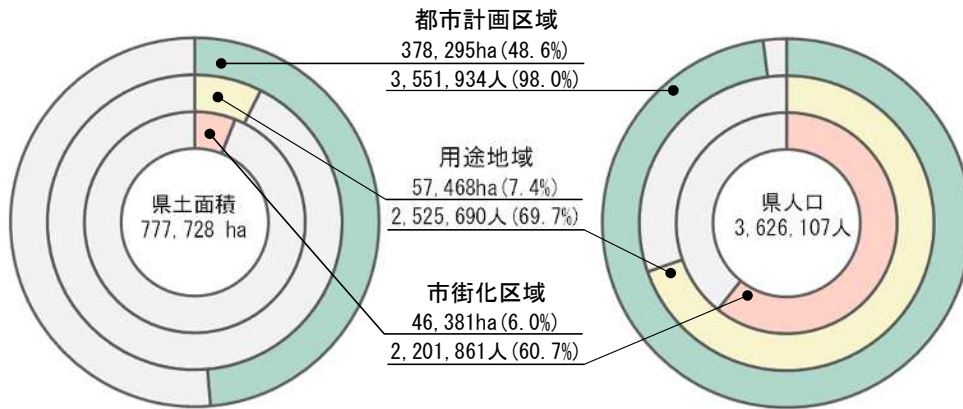 都市計画区域
378,295ha(48.6%)
3,551,934人(98.0%)
用途地域
57,468ha(7.4%)
2,525,690人(69.7%)
市街化区域
46,381ha(6.0%)
2,201,861人(60.7%)
県土面積
777,728 ha
県人口
3,626,107人